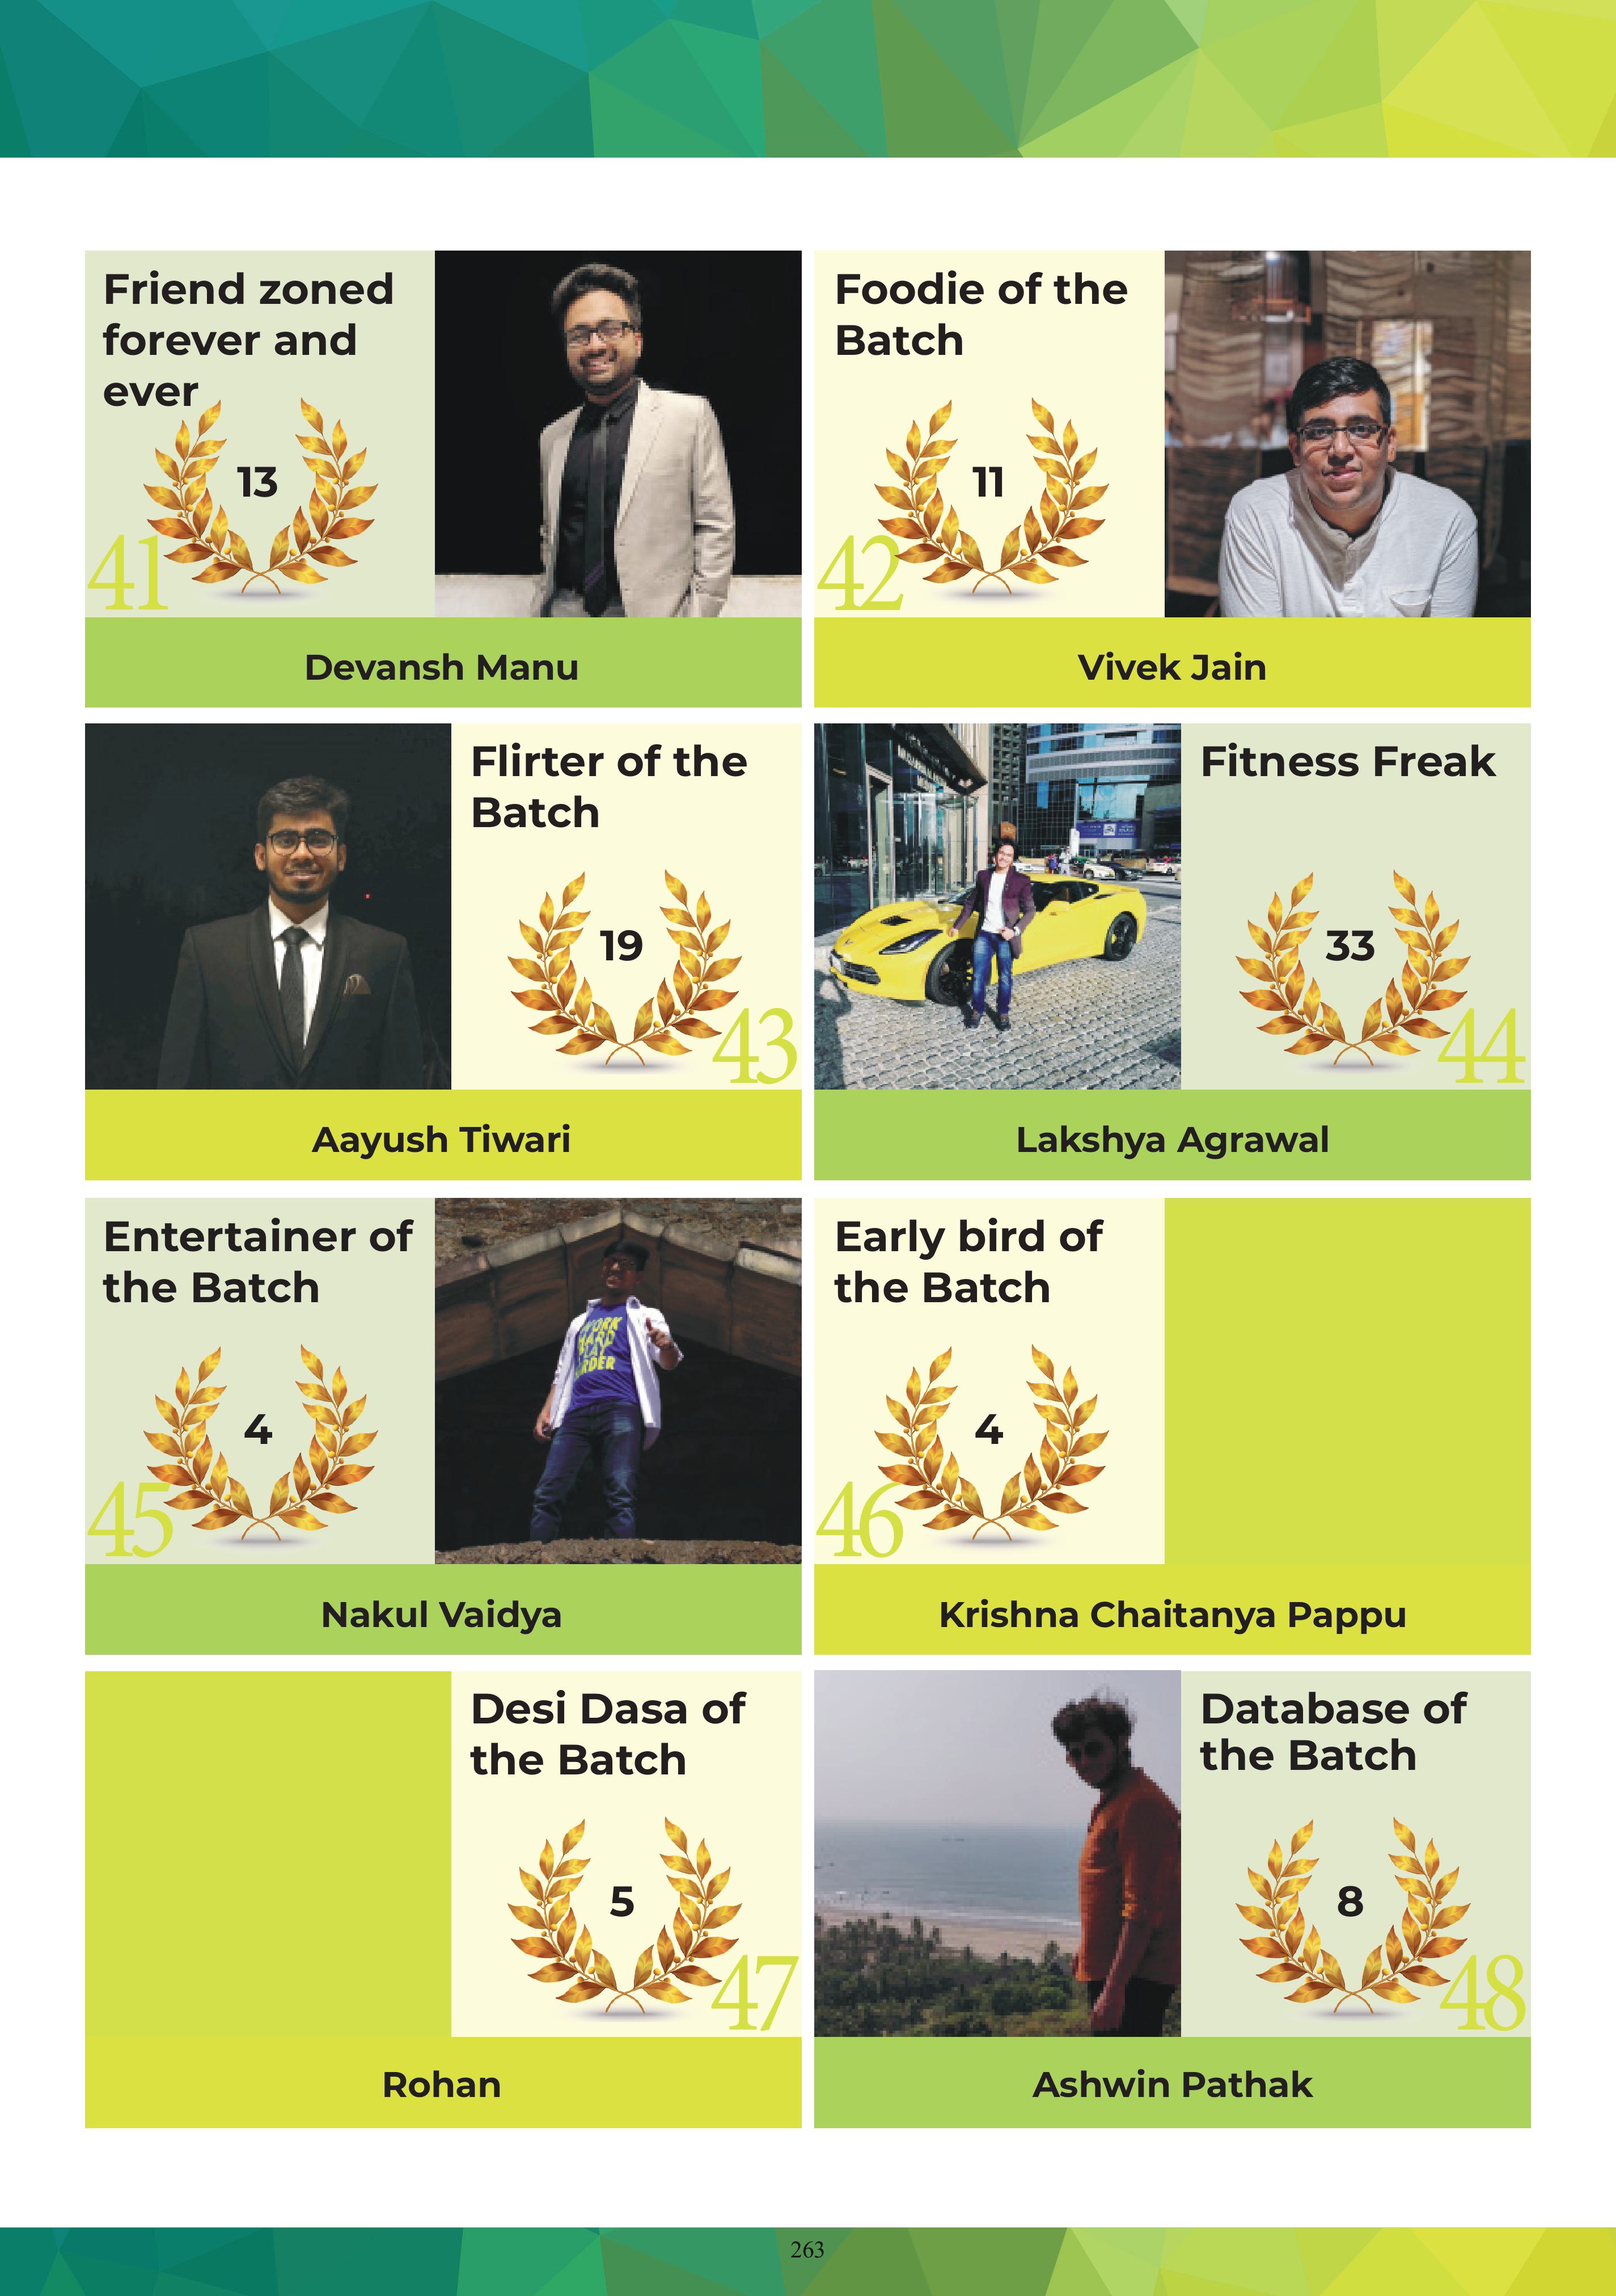 Friend zoned
forever and
ever
13
41
Devansh Manu
Foodie of the
Batch
11
42
Vivek Jain
Flirter of the
Batch
19
43
Aayush Tiwari
Fitness Freak
33
44
Lakshya Agrawal
Entertainer of
the Batch
4
45
HARDER
Nakul Vaidya
Early bird of
the Batch
4
46
Krishna Chaitanya Pappu
Desi Dasa of
the Batch
5
47
Rohan
Database of
the Batch
8
48
Ashwin Pathak
263